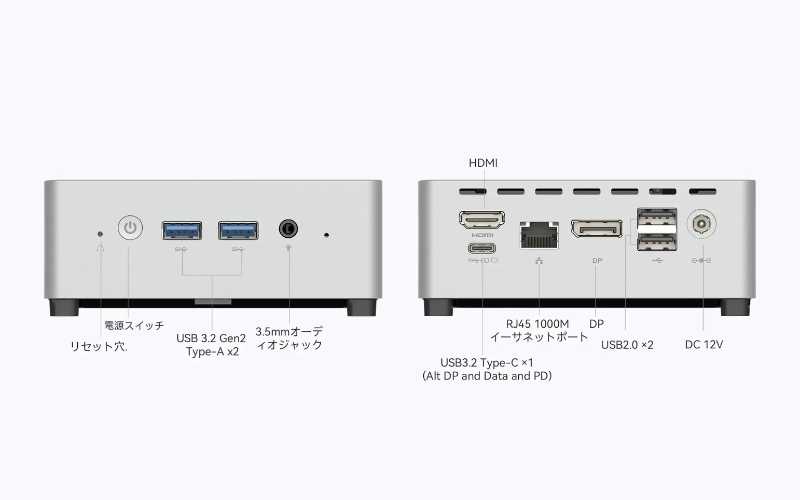 リセット穴.
電源スイッチ
USB 3.2 Gen2
Type-A x2
3.5mmオーデ
ィオジャック
HDMI
HDMI
DP
RJ45 1000M
イーサネットポート
DP
USB2.0 ×2
DC 12V
USB3.2 Type-C ×1
(Alt DP and Data and PD)